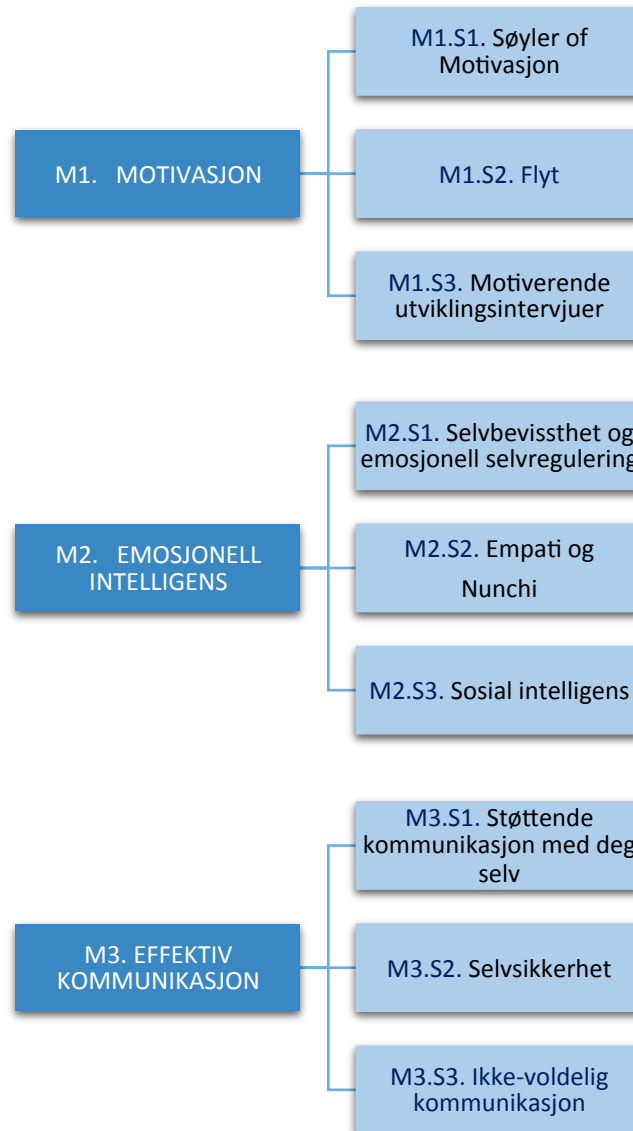 M1.S1. Søyler of
Motivasjon
M1. MOTIVASJON
M1.S2. Flyt
M1.S3. Motiverende
utviklingsintervjuer
M2.S1. Selvbevissthet og
emosjonell selvregulering
M2. EMOSJONELL
INTELLIGENS
M2.S2. Empati og
Nunchi
M2.S3. Sosial intelligens
M3.S1. Støttende
kommunikasjon med deg
selv
M3. EFFEKTIV
KOMMUNIKASJON
M3.S2. Selvsikkerhet
M3.S3. Ikke-voldelig
kommunikasjon